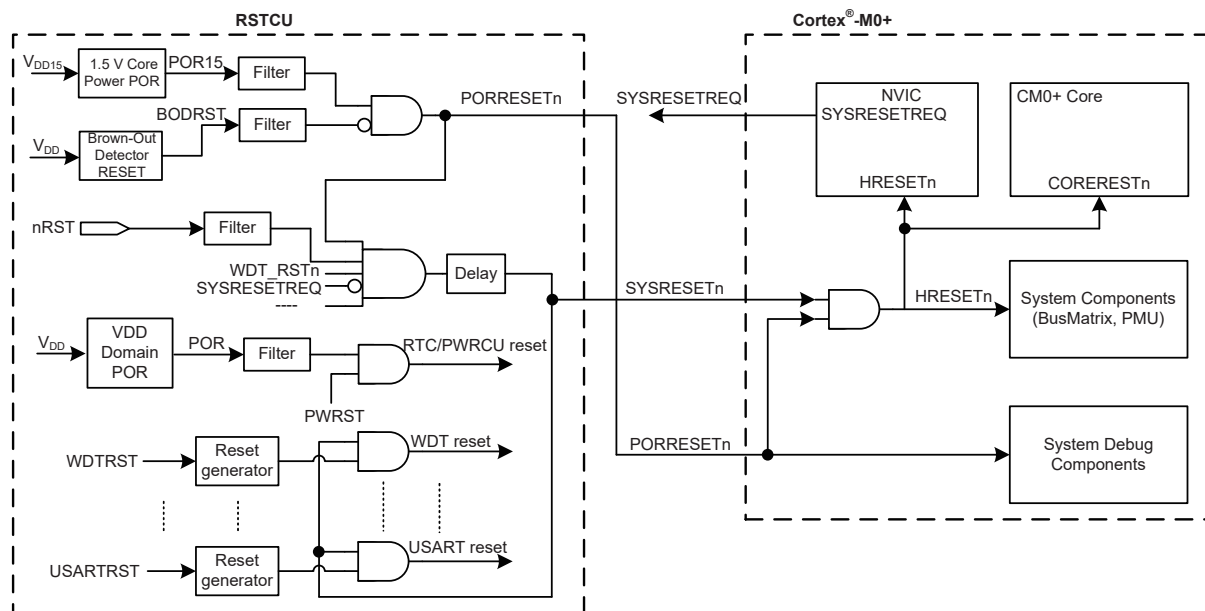 RSTCU
Cortex®-M0+
VDD15
1.5 V Core
Power POR
POR15
Filter
PORRESETn
SYSRESETREQ
NVIC
SYSRESETREQ
HRESETn
CM0+ Core
CORERESTn
VDD
Brown-Out
Detector
RESET
BODRST
Filter
nRST
Filter
WDT_RSTn
SYSRESETREQ
----
Delay
SYSRESETn
HRESETn
System Components
(BusMatrix, PMU)
VDD
VDD
Domain
POR
POR
Filter
RTC/PWRCU reset
PWRST
WDTRST
Reset
generator
WDT reset
PORRESETn
System Debug
Components
USARTRST
Reset
generator
USART reset